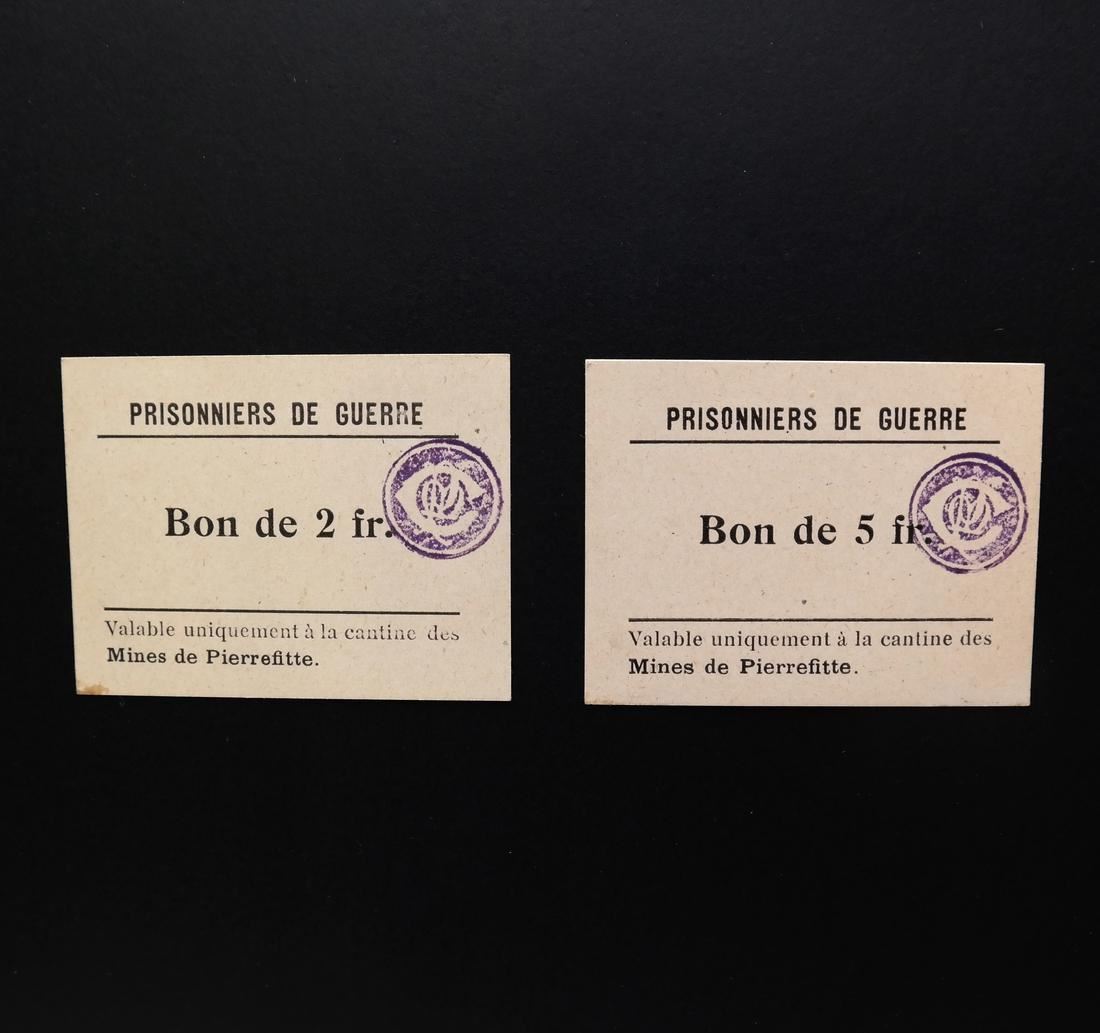 PRISONNIERS DE GUERRE
Bon de 2 fr.
Valable uniquement à la cantine des
Mines de Pierrefitte.
PRISONNIERS DE GUERRE
Bon de 5 fr.
Valable uniquement à la cantine des
Mines de Pierrefitte.